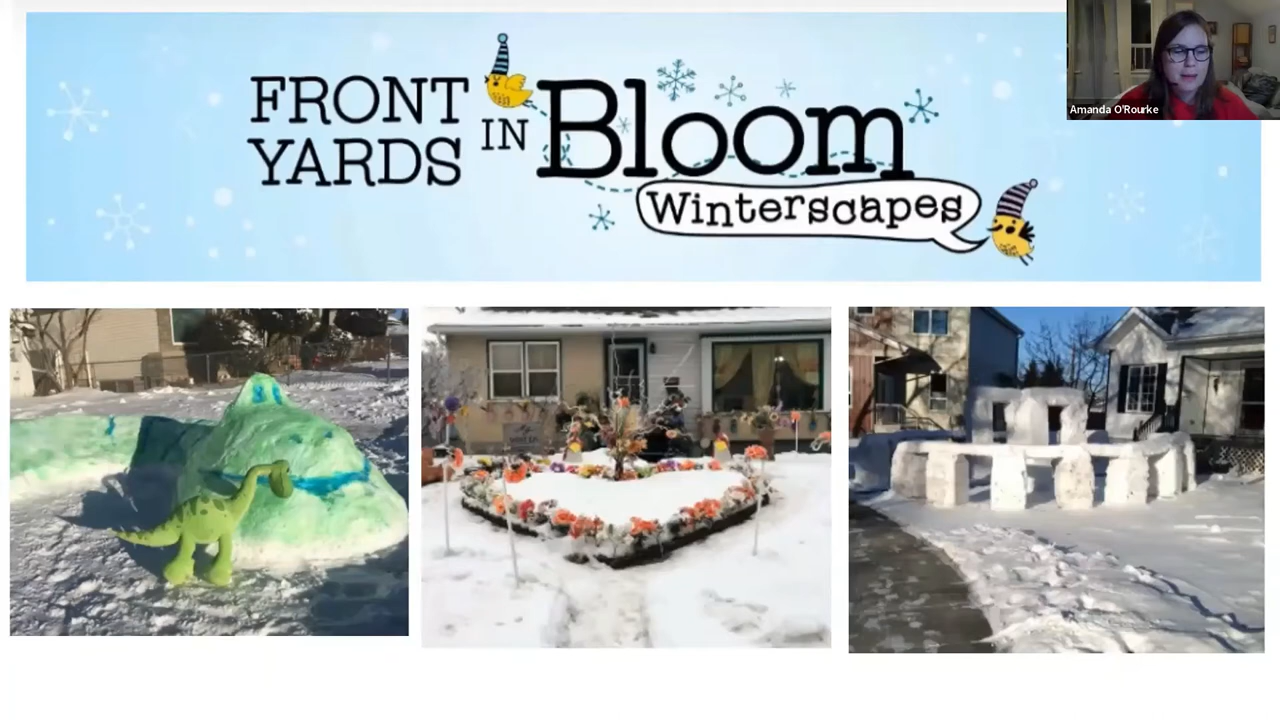 FRONT
YARDS
IN
Bloom
Winterscapes
Amanda O'Rourke